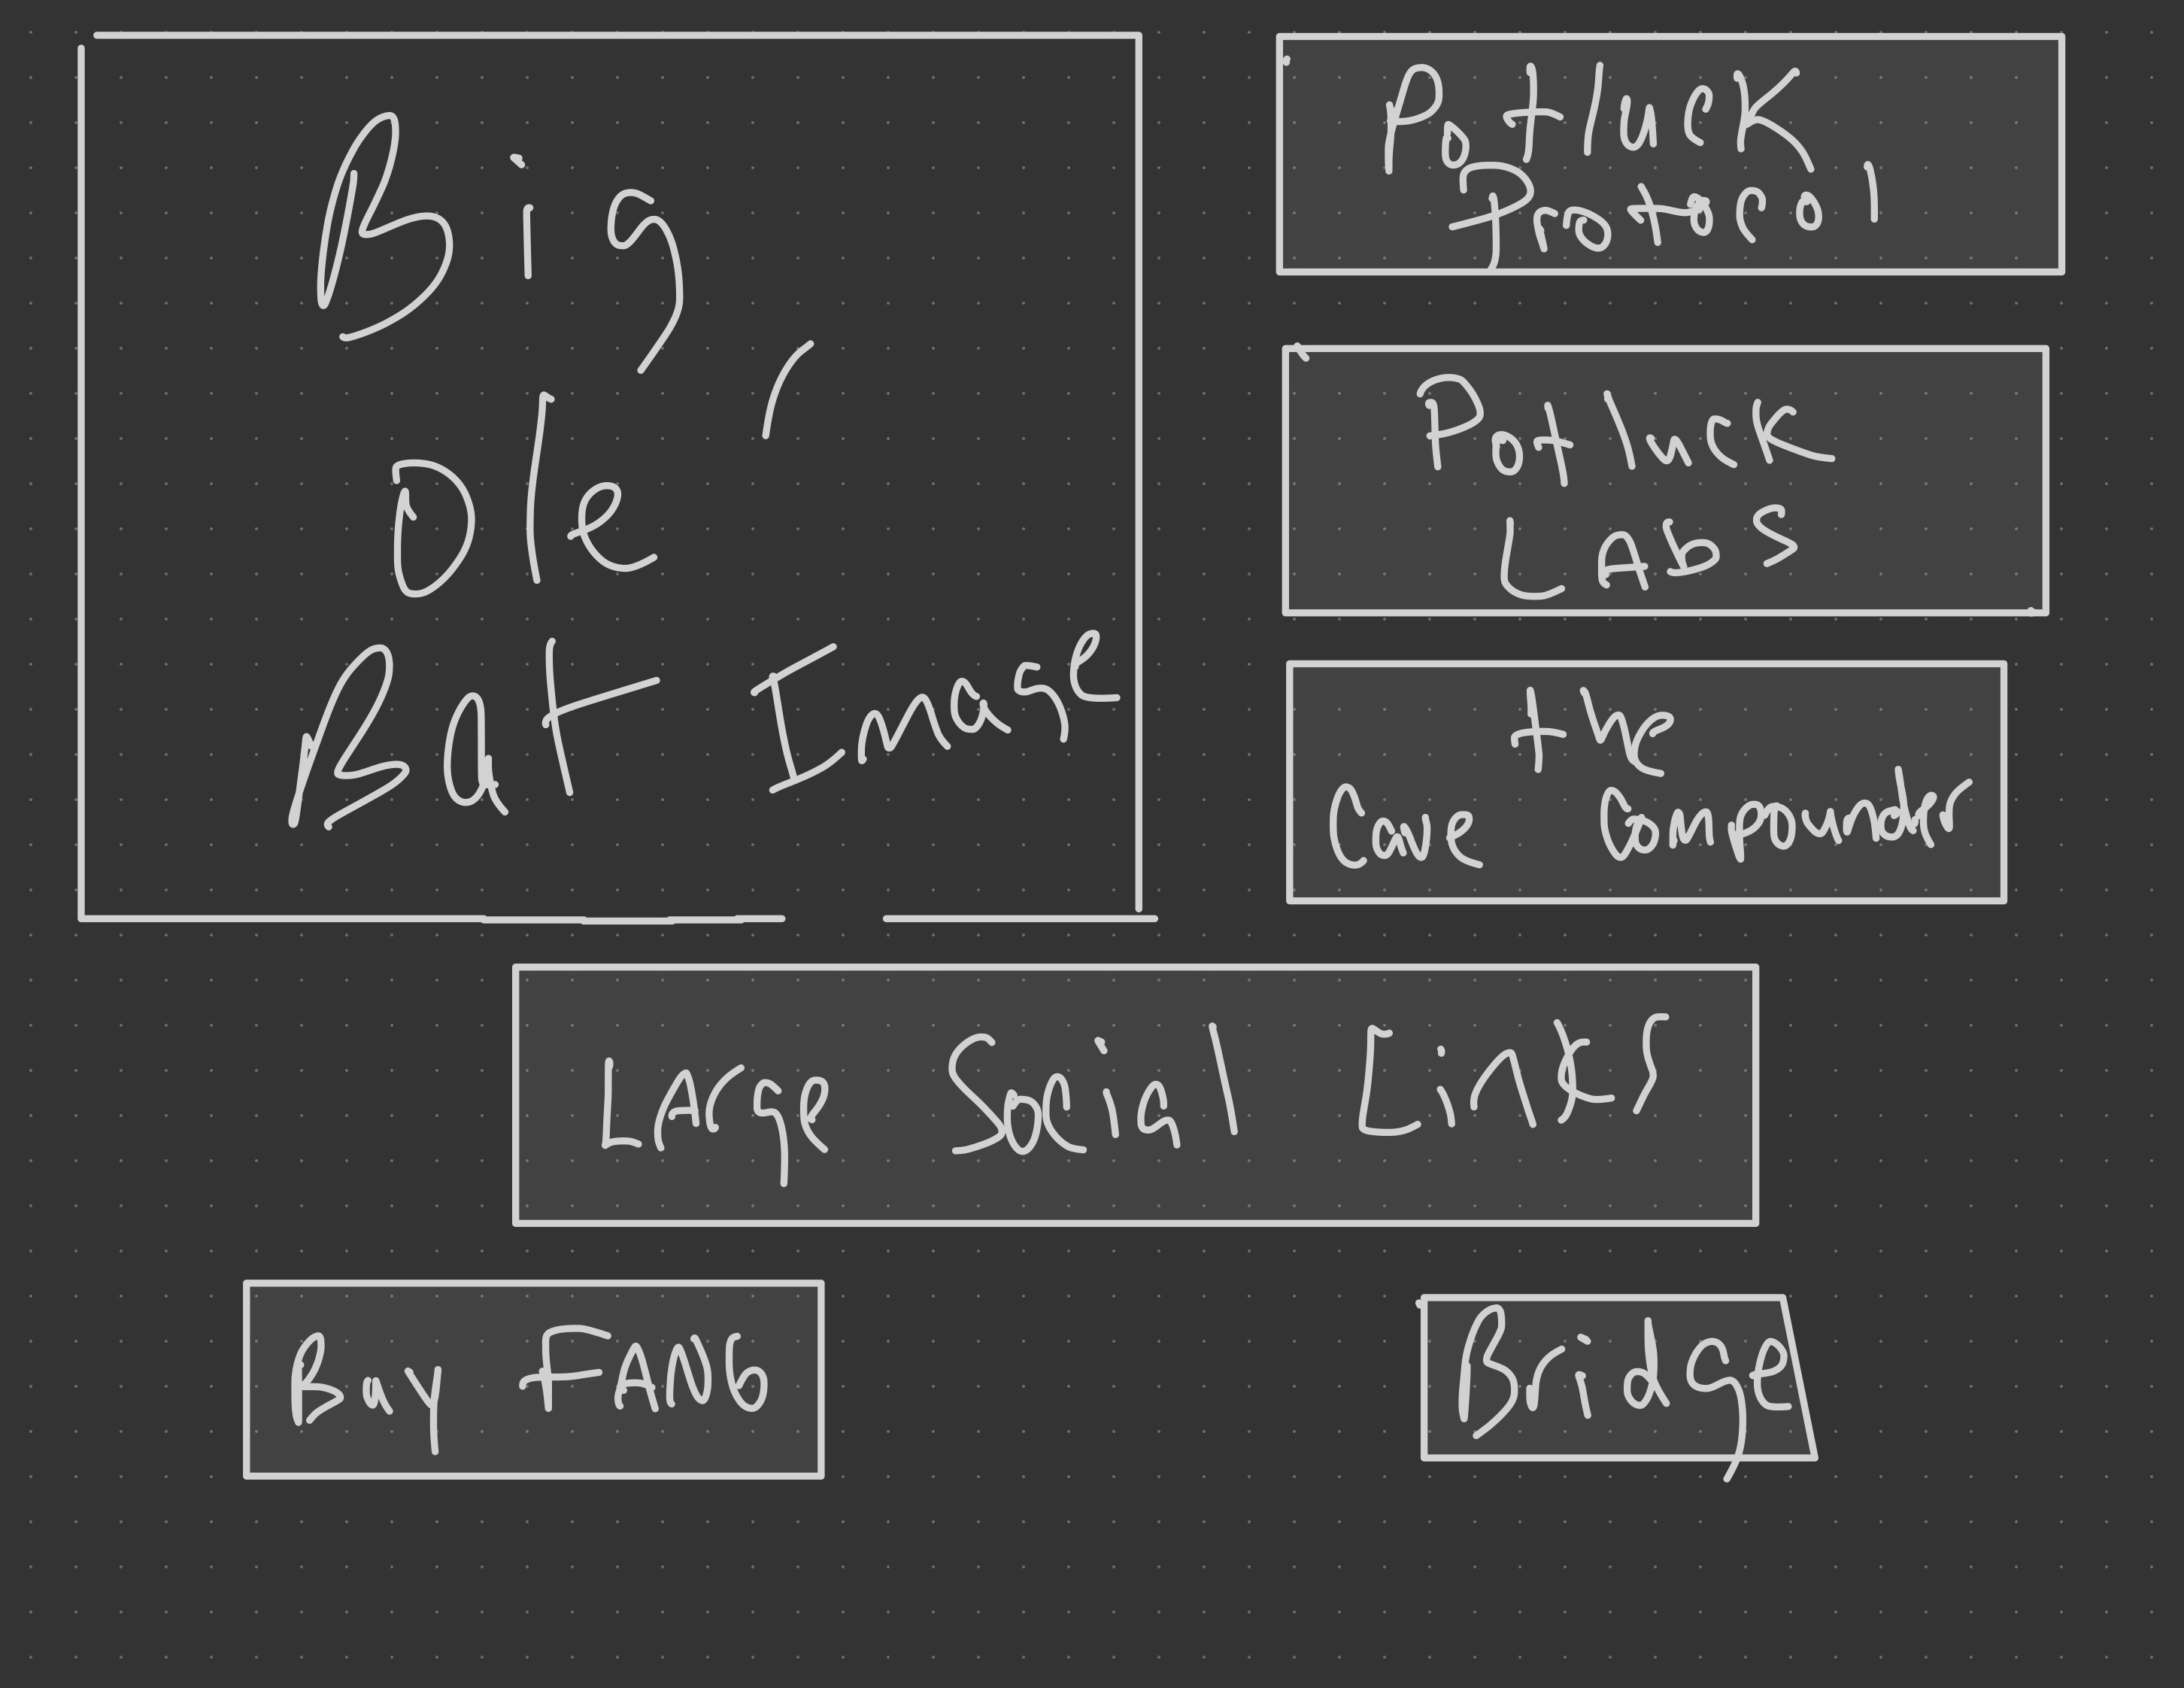 Big
Ole'
Bat Image
Potluck
Protocol
Potluck
LAbs
the
Cave Compounder
LArge Social Links
Buy FANG
Bridge